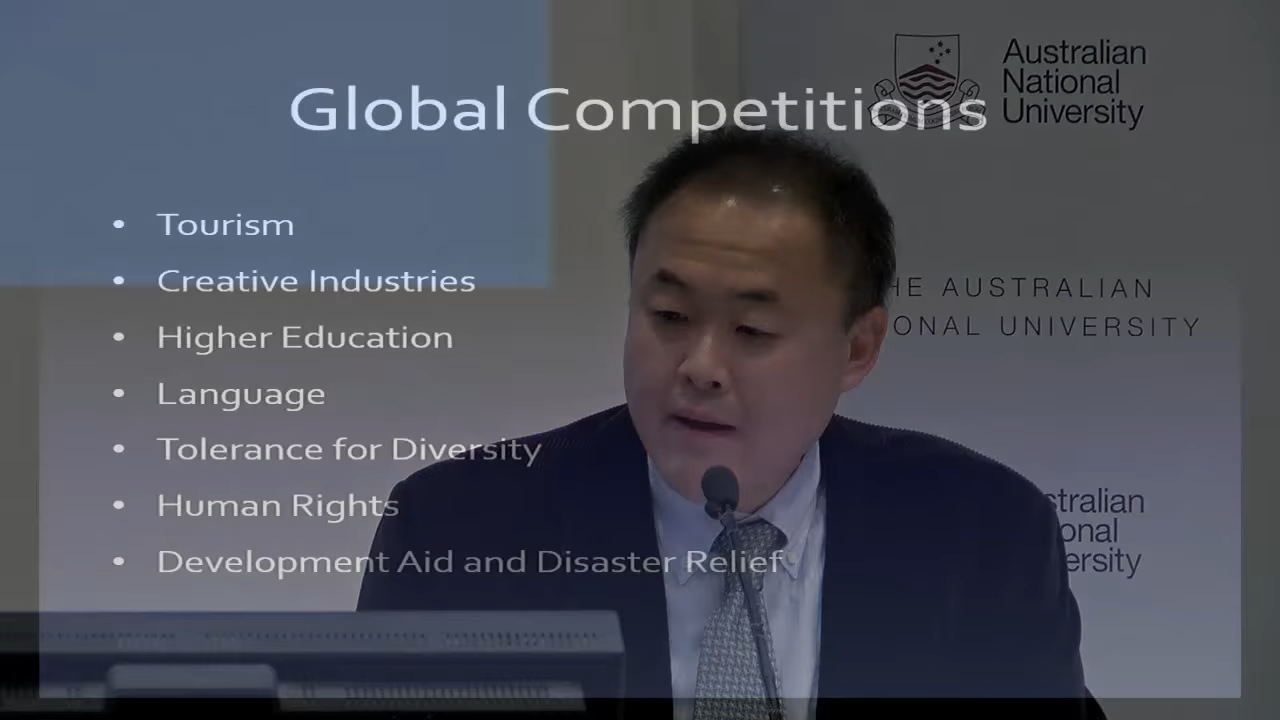 Global Competitions
• Tourism
• Creative Industries
• Higher Education
• Language
• Tolerance for Diversity
• Human Rights
• Development Aid and Disaster Relief
Australian
National
University
HE AUSTRALIAN
ONAL UNIVERSITY
stralian
onal
ersity